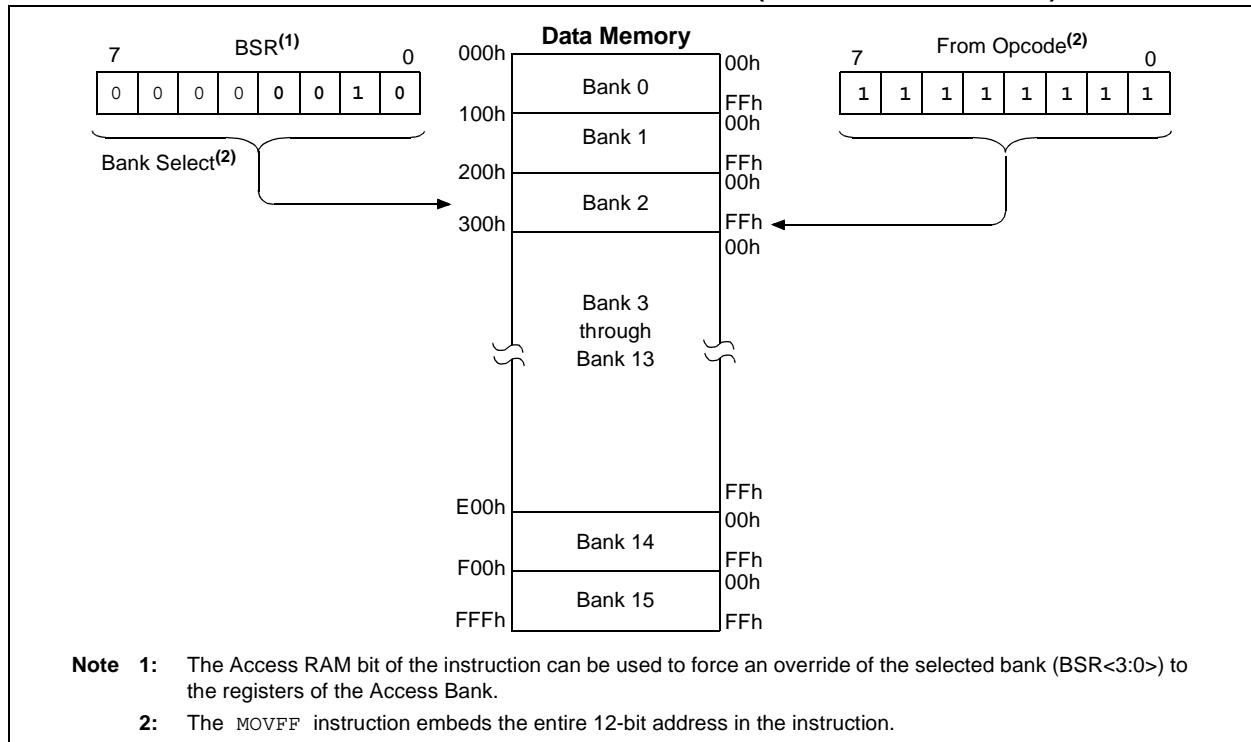 Data Memory
7 BSR(1) 0
0 0 0 0 0 0 1 0
Bank Select(2)
7 From Opcode(2) 0
1 1 1 1 1 1 1 1
000h
100h
200h
300h
E00h
F00h
FFFh
Bank 0
Bank 1
Bank 2
Bank 3
through
Bank 13
Bank 14
Bank 15
00h
FFh
00h
FFh
00h
FFh
00h
FFh
00h
FFh
00h
FFh
Note 1: The Access RAM bit of the instruction can be used to force an override of the selected bank (BSR<3:0>) to
the registers of the Access Bank.
2: The MOVFF instruction embeds the entire 12-bit address in the instruction.